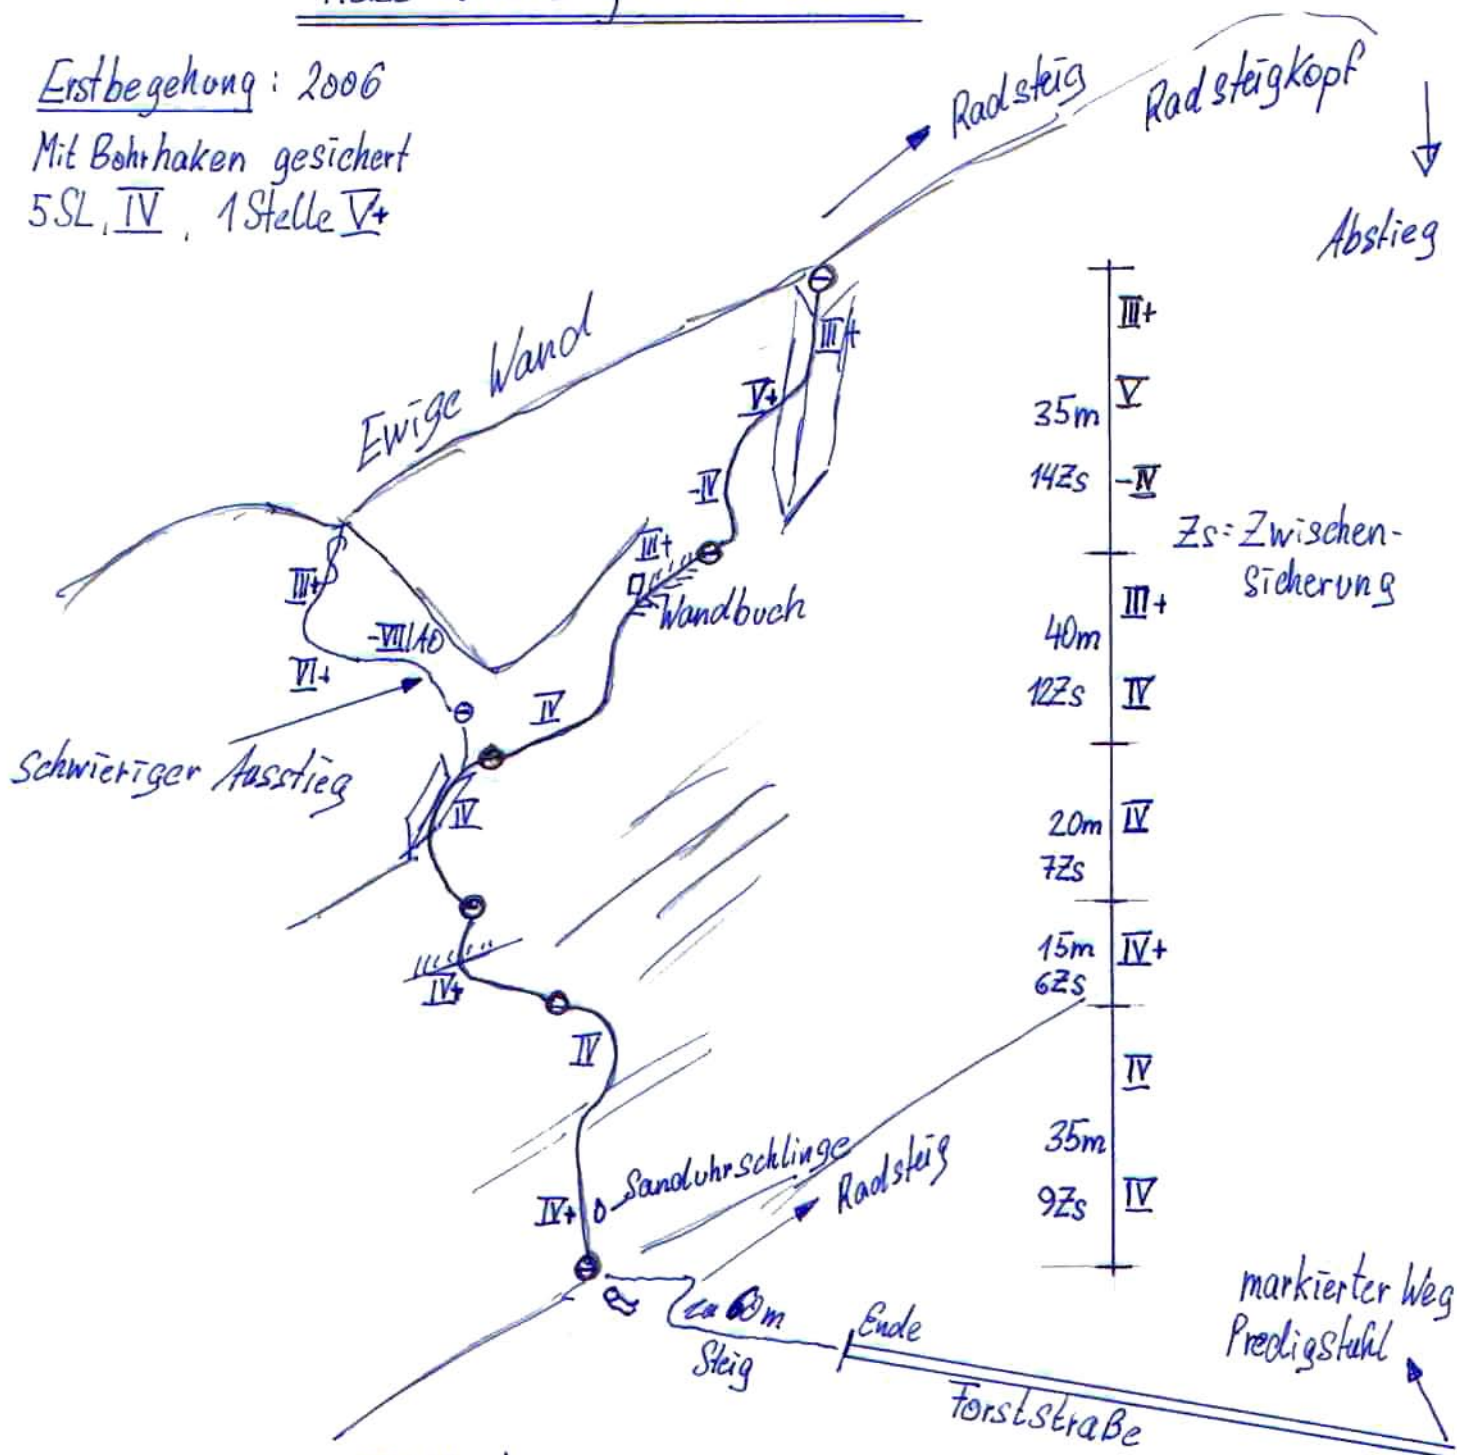 Erstbegehung: 2006
Mit Bohrhaken gesichert
5SL, IV, 1 Stelle V+
Radsteig
Radsteigkopf
Abstieg
Ewige Wand
III+
V+
-IV
III+
Wandbuch
III+
-VII/A0
VI+
Schwieriger Ausstieg
IV
IV
IV+
IV
IV+
Sanduhrschlinge
Radsteig
III+
V
35m
14Zs
-IV
Zs=Zwischen-
sicherung
III+
40m
12Zs
IV
20m
IV
7Zs
15m
IV+
6Zs
IV
35m
9Zs
IV
m
Steig
Ende
Forststraße
markierter Weg
Predigstuhl